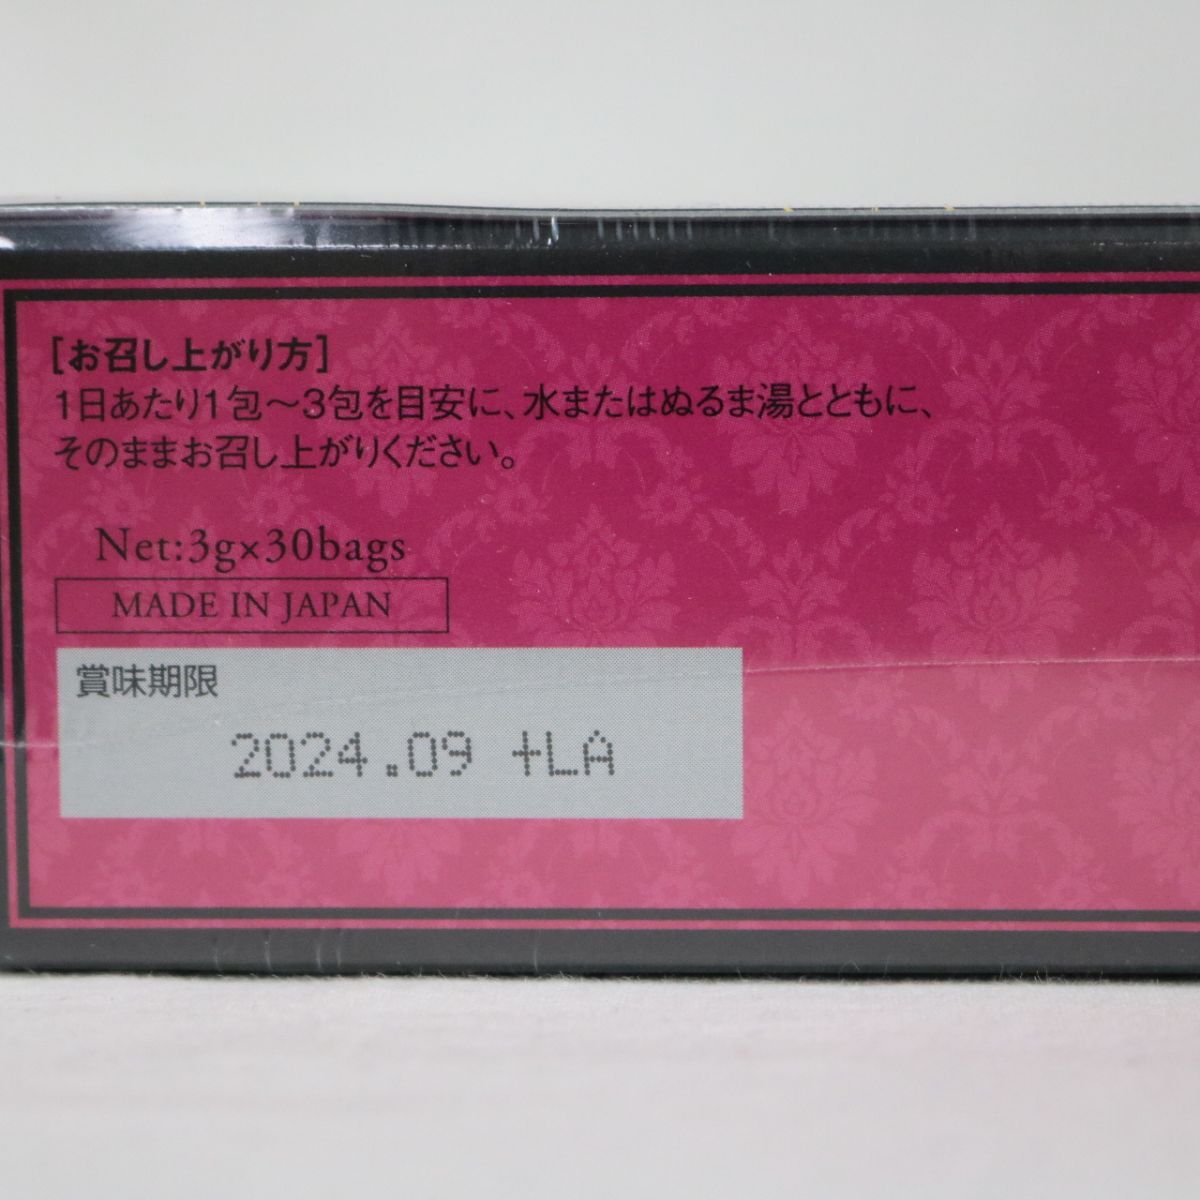 [お召し上がり方]
1日あたり1包～3包を目安に、水またはぬるま湯とともに、
そのままお召し上がりください。
Net:3g×30bags
MADE IN JAPAN
賞味期限
2024.09 +LA